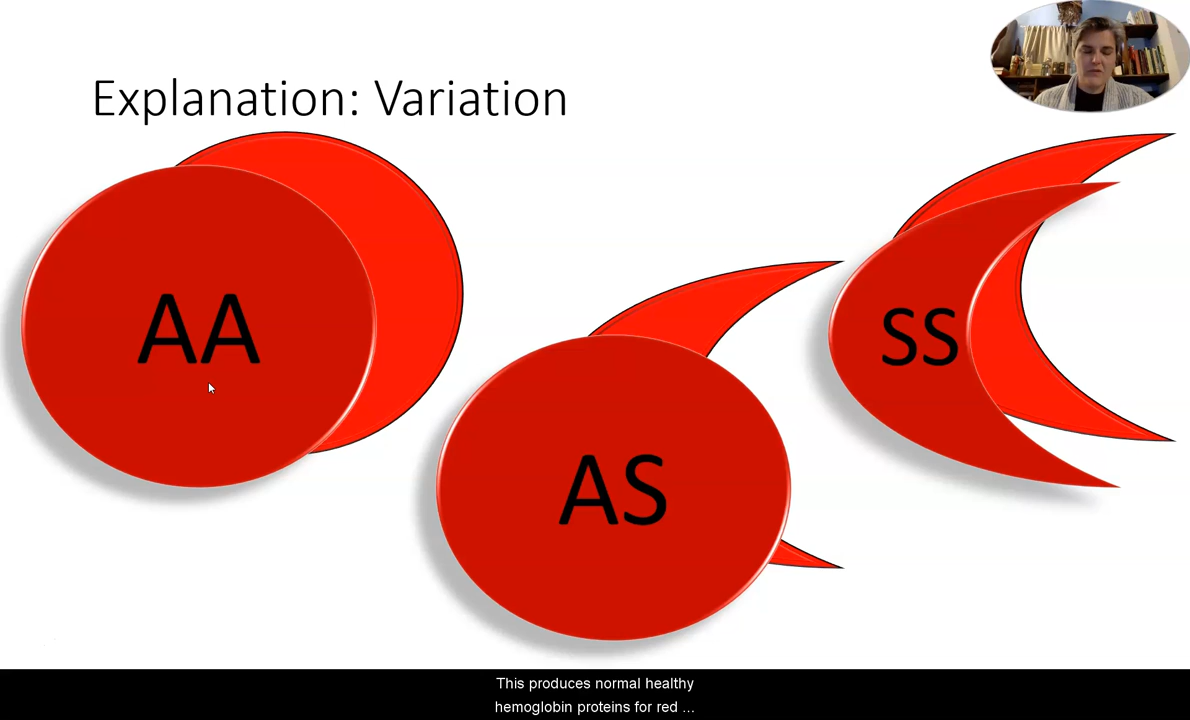 Explanation: Variation
AA
AS
SS
This produces normal healthy
hemoglobin proteins for red ...